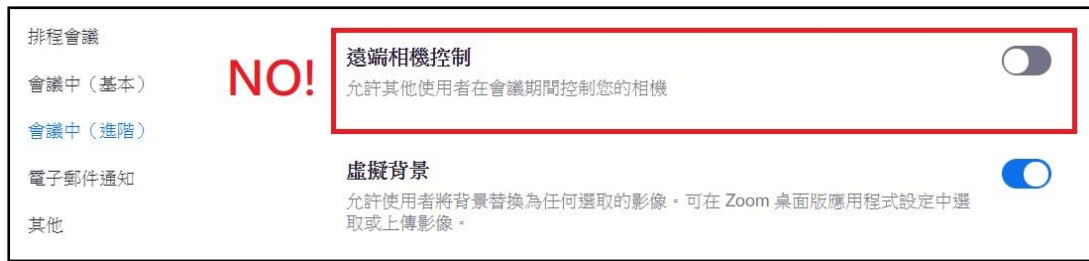 排程會議
會議中（基本）
會議中（進階）
電子郵件通知
其他
NO!
遠端相機控制
允許其他使用者在會議期間控制您的相機
虛擬背景
允許使用者將背景替換為任何選取的影像。可在 Zoom 桌面版應用程式設定中選
取或上傳影像。